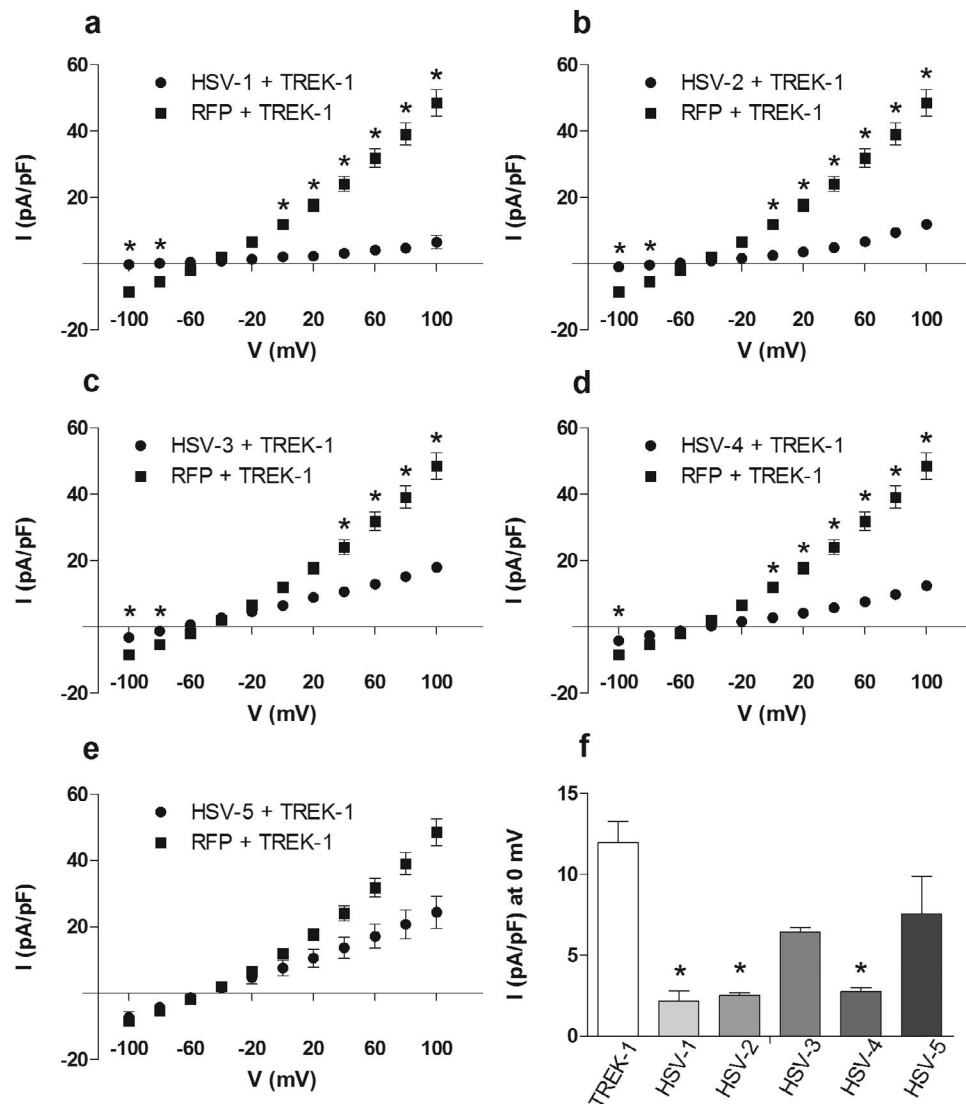 a
60
40
20
-20
I (pA/pF)
HSV-1 + TREK-1
RFP + TREK-1
* * * * * * * *
-100 -60 -20 20 60 100
V (mV)
b
60
40
20
-20
I (pA/pF)
HSV-2 + TREK-1
RFP + TREK-1
* * * * * * * *
-100 -60 -20 20 60 100
V (mV)
c
60
40
20
-20
I (pA/pF)
HSV-3 + TREK-1
RFP + TREK-1
* * * * * *
-100 -60 -20 20 60 100
V (mV)
d
60
40
20
-20
I (pA/pF)
HSV-4 + TREK-1
RFP + TREK-1
* * * * * * *
-100 -60 -20 20 60 100
V (mV)
e
60
40
20
-20
I (pA/pF)
HSV-5 + TREK-1
RFP + TREK-1
-100 -60 -20 20 60 100
V (mV)
f
15
10
5
0
I (pA/pF) at 0 mV
* * *
TREK-1
HSV-1
HSV-2
HSV-3
HSV-4
HSV-5